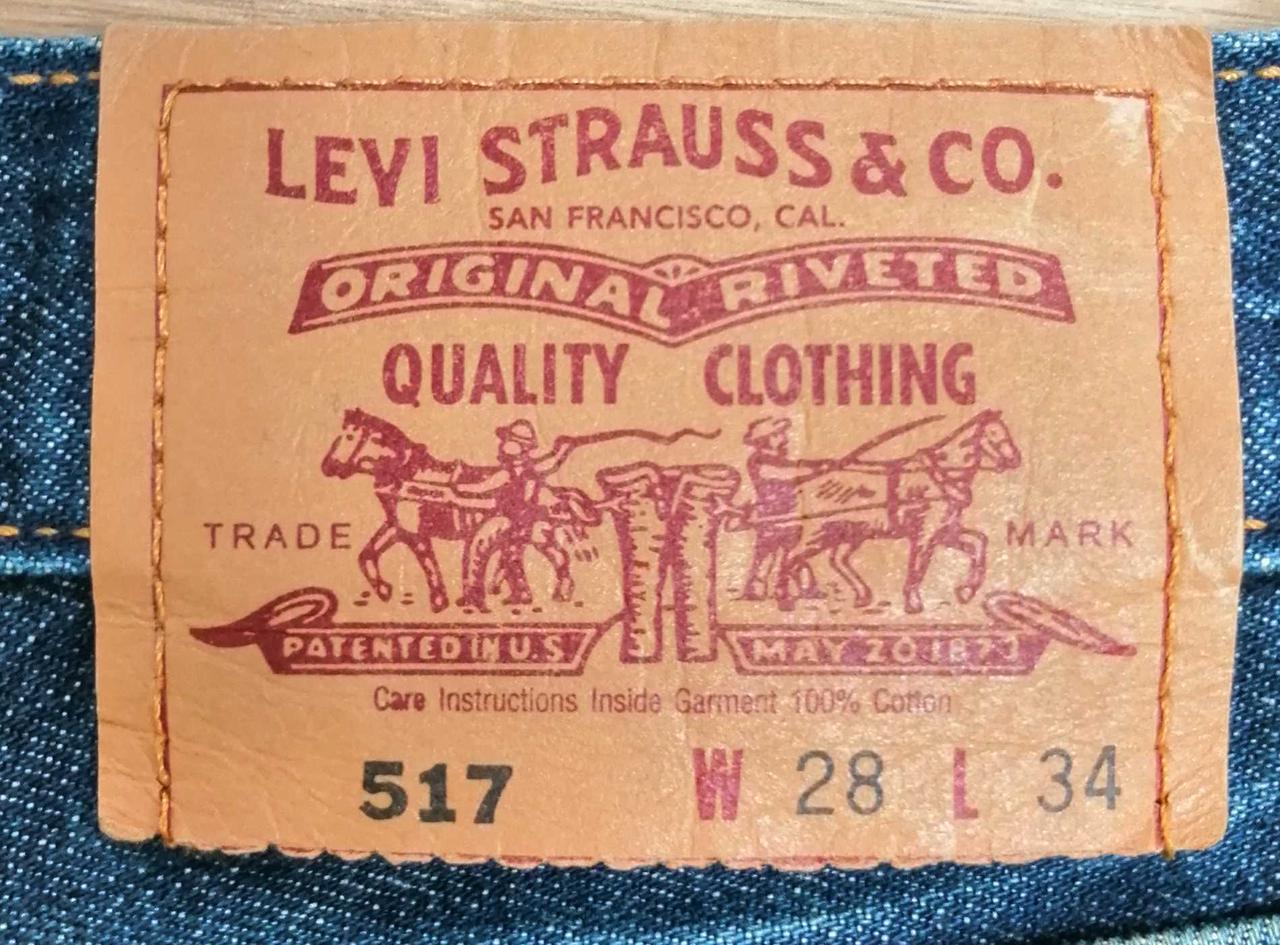 LEVI STRAUSS & CO.
SAN FRANCISCO, CAL.
ORIGINAL RIVETED
QUALITY CLOTHING
TRADE MARK
PATENTED IN U.S MAY 20 1873
Care Instructions Inside Garment 100% Cotton
517 W 28 L 34